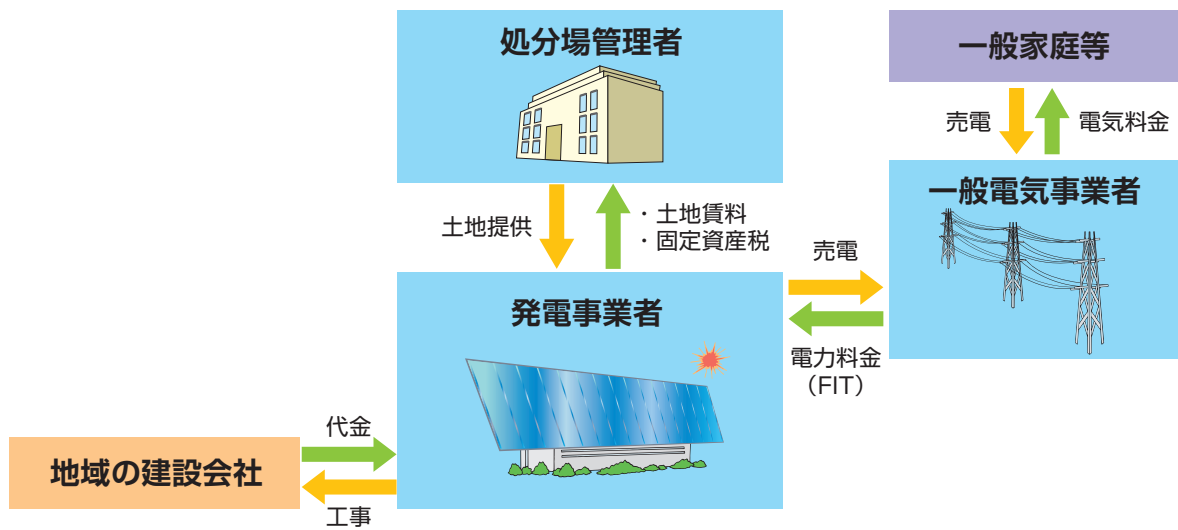 処分場管理者
一般家庭等
売電
電気料金
一般電気事業者
土地提供
・土地賃料
・固定資産税
売電
発電事業者
電力料金
（FIT）
代金
地域の建設会社
工事